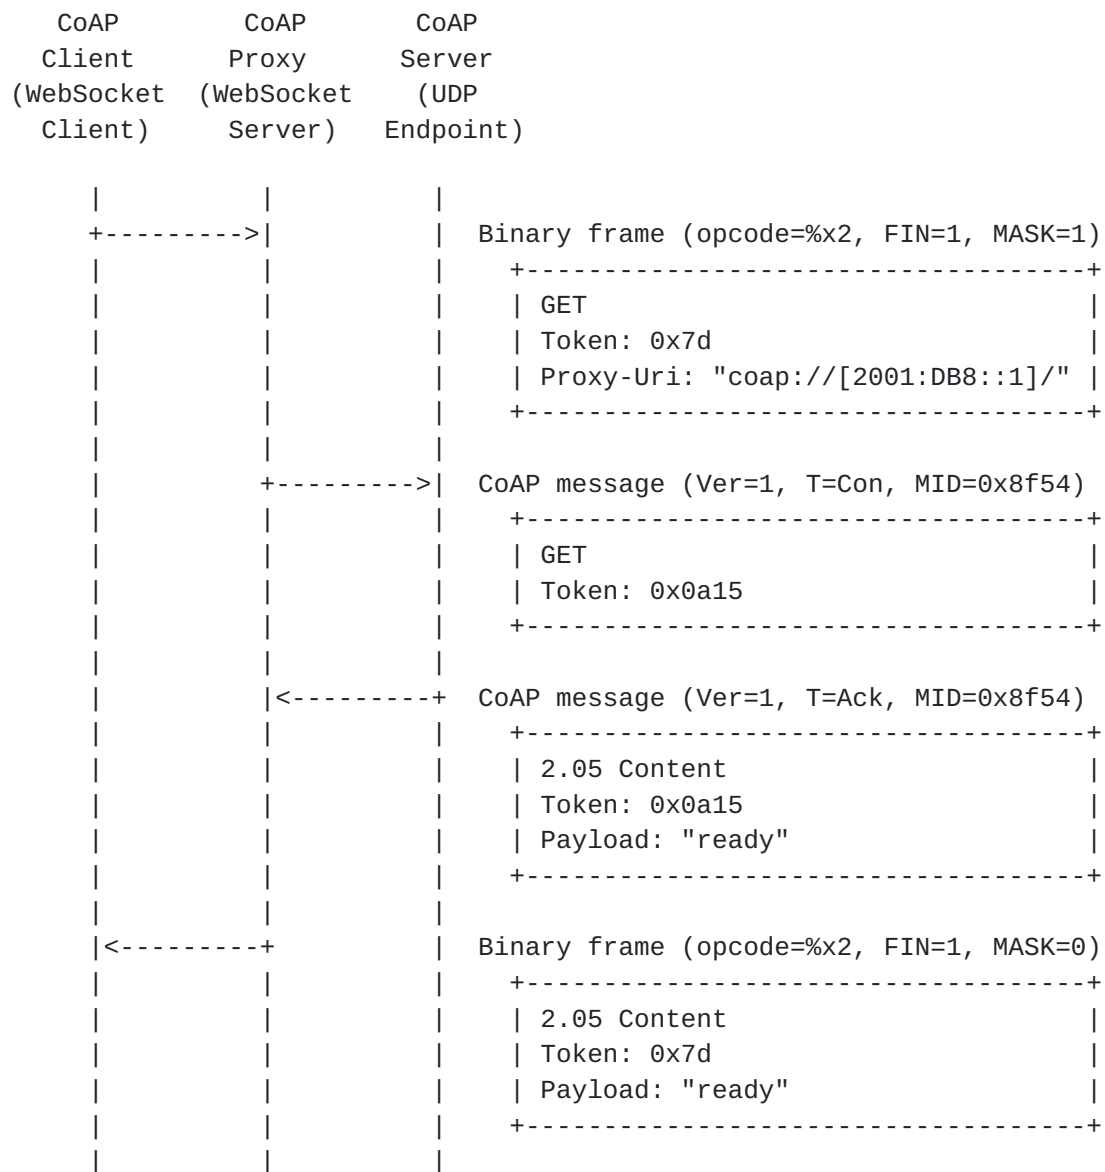 CoAP        CoAP       CoAP
  Client      Proxy      Server
(WebSocket  (WebSocket    (UDP
  Client)     Server)   Endpoint)

     |          |          |
     +--------->|          |  Binary frame (opcode=%x2, FIN=1, MASK=1)
     |          |          |    +------------------------------------+
     |          |          |    | GET                                |
     |          |          |    | Token: 0x7d                        |
     |          |          |    | Proxy-Uri: "coap://[2001:DB8::1]/" |
     |          |          |    +------------------------------------+
     |          |          |
     |          +--------->|  CoAP message (Ver=1, T=Con, MID=0x8f54)
     |          |          |    +------------------------------------+
     |          |          |    | GET                                |
     |          |          |    | Token: 0x0a15                      |
     |          |          |    +------------------------------------+
     |          |          |
     |          |<---------+  CoAP message (Ver=1, T=Ack, MID=0x8f54)
     |          |          |    +------------------------------------+
     |          |          |    | 2.05 Content                       |
     |          |          |    | Token: 0x0a15                      |
     |          |          |    | Payload: "ready"                   |
     |          |          |    +------------------------------------+
     |          |          |
     |<---------+          |  Binary frame (opcode=%x2, FIN=1, MASK=0)
     |          |          |    +------------------------------------+
     |          |          |    | 2.05 Content                       |
     |          |          |    | Token: 0x7d                        |
     |          |          |    | Payload: "ready"                   |
     |          |          |    +------------------------------------+
     |          |          |